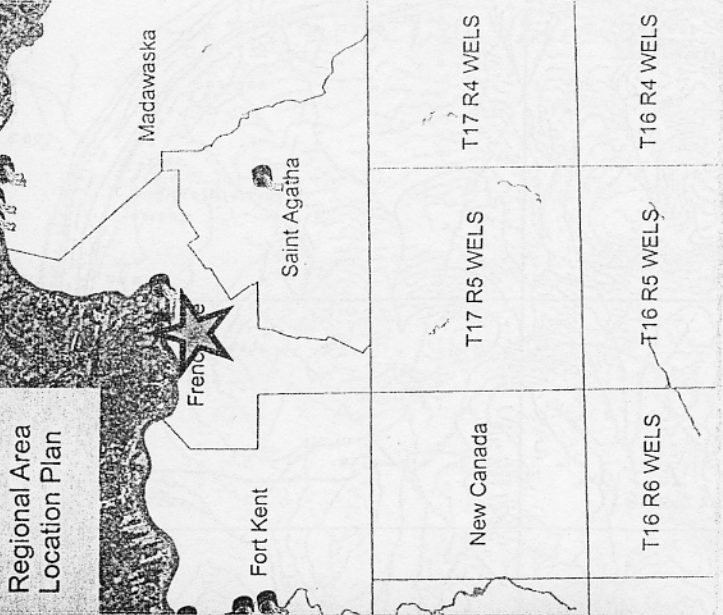 Regional Area
Location Plan
Madawaska
Fort Kent
Saint Agatha
New Canada
T17 R5 WELS
T17 R4 WELS
T16 R6 WELS
T16 R5 WELS
T16 R4 WELS